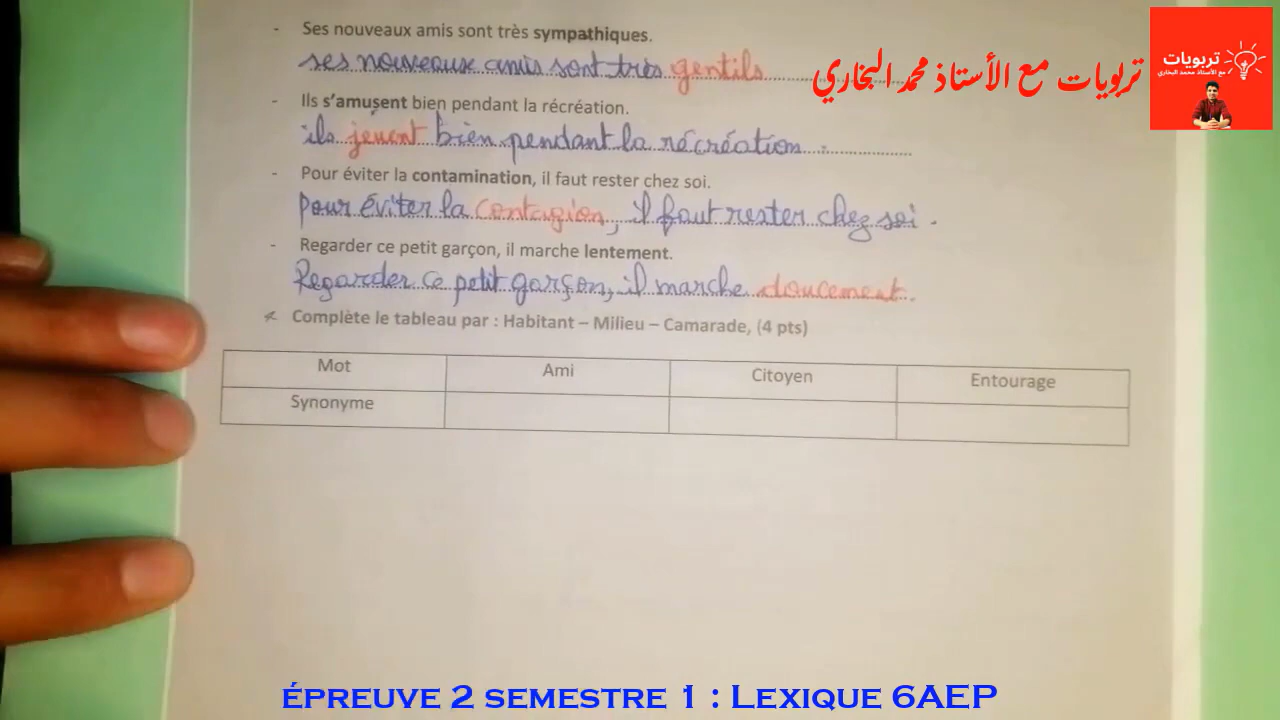 - Ses nouveaux amis sont très sympathiques.
ses nouveaux amis sont très gentils
تربويات مع الأستاذ محمد البخاري
تربويات
مع الأستاذ محمد البخاري
- Ils s'amusent bien pendant la récréation.
ils jeuent bien pendant la récréation.
- Pour éviter la contamination, il faut rester chez soi.
Pour éviter la contagion, il faut rester chez soi.
- Regarder ce petit garçon, il marche lentement.
Regarder ce petit garçon, il marche doucement.
Complète le tableau par : Habitant – Milieu – Camarade, (4 pts)
Mot Ami Citoyen Entourage
Synonyme
épreuve 2 semestre 1 : Lexique 6AEP